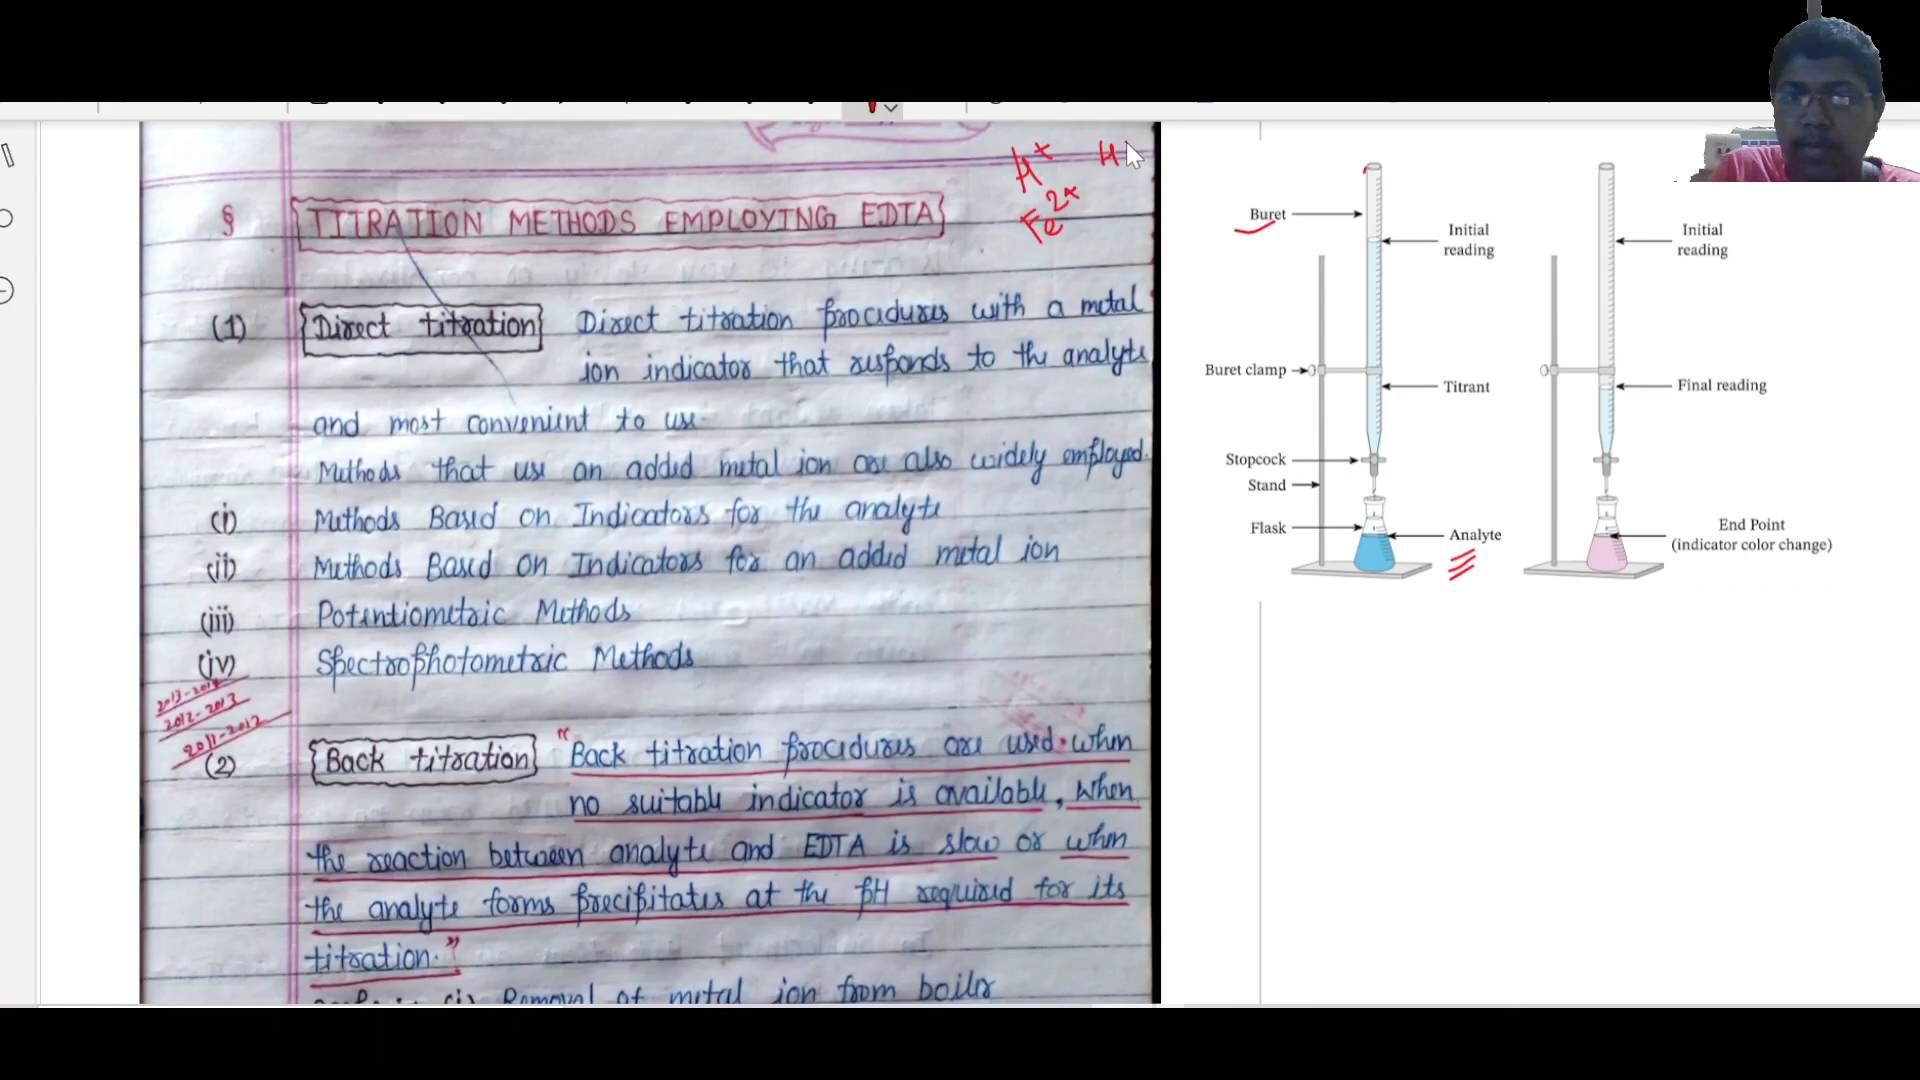 H+ H
Fe2+
§ TITRATION METHODS EMPLOYING EDTA
(1) Direct titration Direct titration procedures with a metal
ion indicator that responds to the analyte
and most convenient to use
Methods that use an added metal ion are also widely employed.
(i) Methods Based on Indicators for the analyte
(ii) Methods Based on Indicators for an added metal ion
(iii) Potentiometric Methods
(iv) Spectrophotometric Methods
2012-2013
2011-2012
(2) Back titration "Back titration procedures are used when
no suitable indicator is available, when
the reaction between analyte and EDTA is slow or when
the analyte forms precipitates at the pH required for its
titration."
(i) Removal of metal ion from boiler
Buret
Initial
reading
Buret clamp
Titrant
Stopcock
Stand
Flask
Analyte
Initial
reading
Final reading
End Point
(indicator color change)